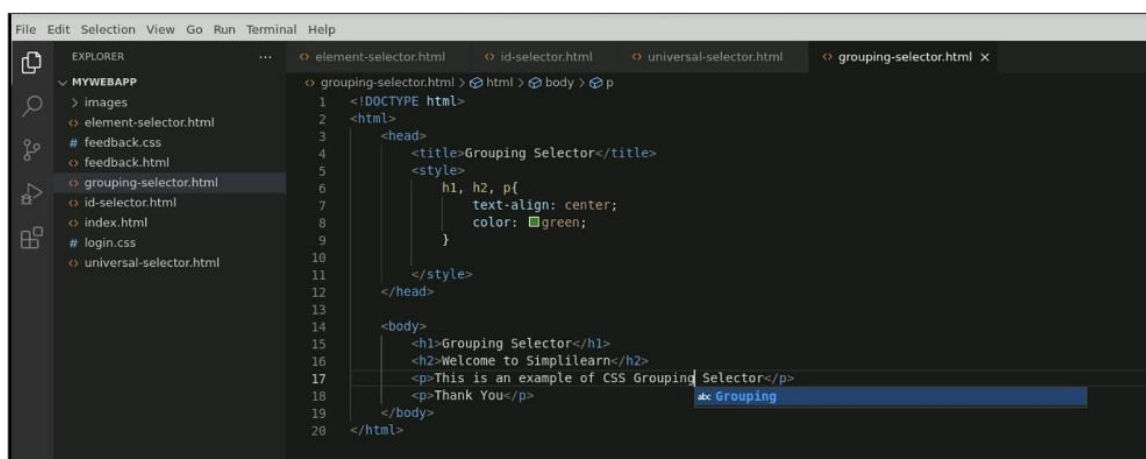 File Edit Selection View Go Run Terminal Help
EXPLORER ...
MYWEBAPP
images
element-selector.html
# feedback.css
feedback.html
grouping-selector.html
id-selector.html
index.html
# login.css
universal-selector.html
element-selector.html id-selector.html universal-selector.html grouping-selector.html ×
grouping-selector.html > html > body > p
1 <!DOCTYPE html>
2 <html>
3 <head>
4 <title>Grouping Selector</title>
5 <style>
6 h1, h2, p{
7 text-align: center;
8 color: green;
9 }
10
11 </style>
12 </head>
13
14 <body>
15 <h1>Grouping Selector</h1>
16 <h2>Welcome to Simplilearn</h2>
17 <p>This is an example of CSS Grouping Selector</p>
18 <p>Thank You</p>
abc Grouping
19 </body>
20 </html>